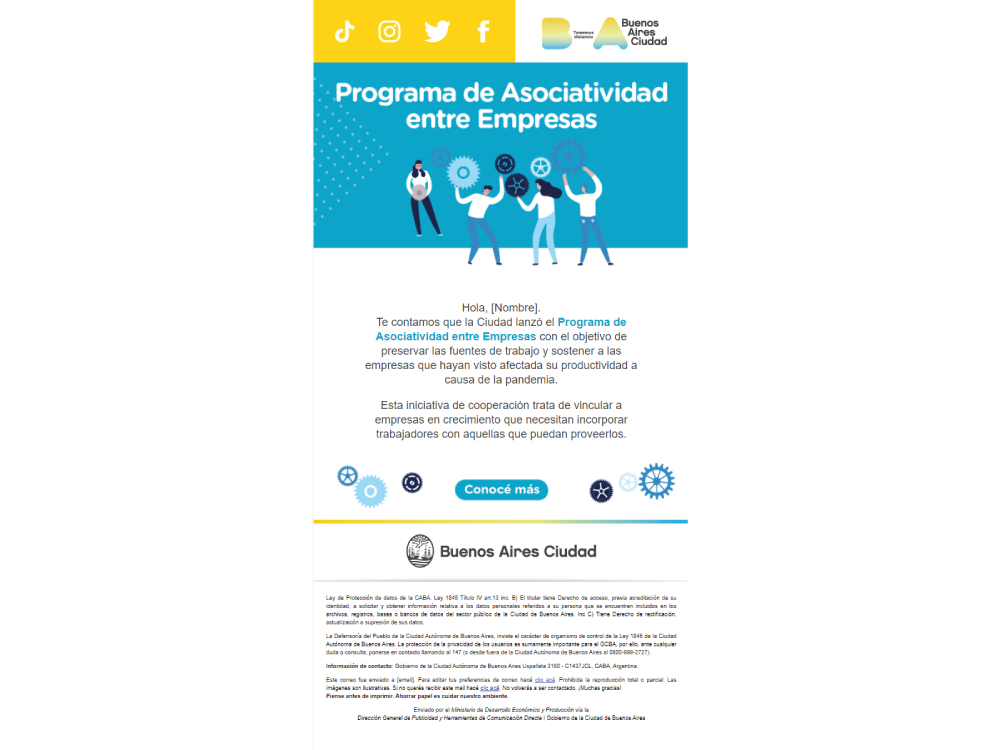 Tomemos
distancia
Buenos
Aires
Ciudad
Programa de Asociatividad
entre Empresas
Hola, [Nombre].
Te contamos que la Ciudad lanzó el Programa de
Asociatividad entre Empresas con el objetivo de
preservar las fuentes de trabajo y sostener a las
empresas que hayan visto afectada su productividad a
causa de la pandemia.
Esta iniciativa de cooperación trata de vincular a
empresas en crecimiento que necesitan incorporar
trabajadores con aquellas que puedan proveerlos.
Conocé más
Buenos Aires Ciudad
Ley de Protección de datos de la CABA. Ley 1845 Título IV art.13 inc. B) El titular tiene Derecho de acceso, previa acreditación de su
identidad, a solicitar y obtener información relativa a los datos personales referidos a su persona que se encuentren incluidos en los
archivos, registros, bases o bancos de datos del sector público de la Ciudad de Buenos Aires. Inc C) Tiene Derecho de rectificación,
actualización o supresión de sus datos.
La Defensoría del Pueblo de la Ciudad Autónoma de Buenos Aires, inviste el carácter de organismo de control de la Ley 1845 de la Ciudad
Autónoma de Buenos Aires. La protección de la privacidad de los usuarios es sumamente importante para el GCBA, por ello, ante cualquier
duda o consulta, ponerse en contacto llamando al 147 (o desde fuera de la Ciudad Autónoma de Buenos Aires al 0800-999-2727).
Información de contacto: Gobierno de la Ciudad Autónoma de Buenos Aires Uspallata 3160 - C1437JCL, CABA, Argentina.
Este correo fue enviado a [email]. Para editar tus preferencias de correo hacé clic acá. Prohibida la reproducción total o parcial. Las
imágenes son ilustrativas. Si no querés recibir este mail hacé clic acá. No volverás a ser contactado. ¡Muchas gracias!
Piense antes de imprimir. Ahorrar papel es cuidar nuestro ambiente.
Enviado por el Ministerio de Desarrollo Económico y Producción vía la
Dirección General de Publicidad y Herramientas de Comunicación Directa | Gobierno de la Ciudad de Buenos Aires